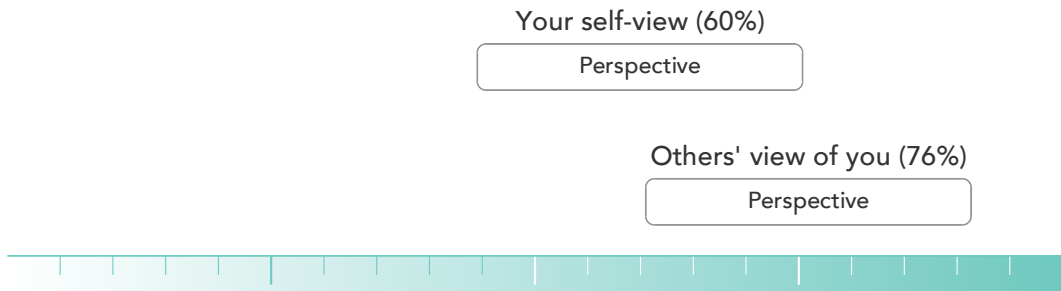 Your self-view (60%)
Perspective
Others' view of you (76%)
Perspective